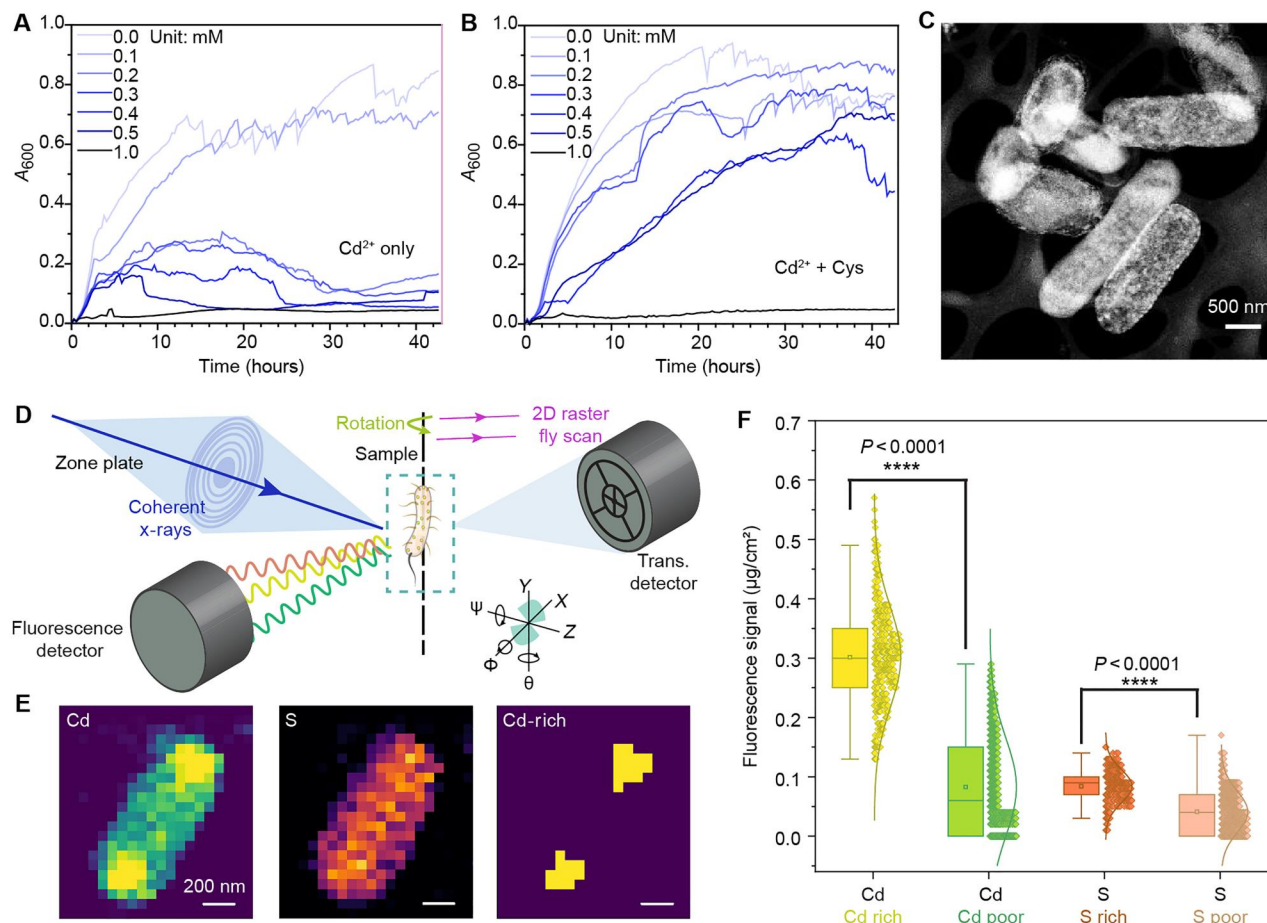 A
1.0
0.8
0.6
0.4
0.2
0.0
A600
0.0 Unit: mM
0.1
0.2
0.3
0.4
0.5
1.0
Cd²⁺ only
0 10 20 30 40
Time (hours)
B
1.0
0.8
0.6
0.4
0.2
0.0
0.0 Unit: mM
0.1
0.2
0.3
0.4
0.5
1.0
Cd²⁺ + Cys
0 10 20 30 40
Time (hours)
C
500 nm
D
Zone plate
Coherent
x-rays
Rotation
Sample
2D raster
fly scan
Trans.
detector
Fluorescence
detector
Y
X
Z
Ψ
Φ
θ
E
Cd
200 nm
S
Cd-rich
F
0.7
0.6
0.5
0.4
0.3
0.2
0.1
0.0
Fluorescence signal (µg/cm²)
P < 0.0001
****
P < 0.0001
****
Cd Cd S S
Cd rich Cd poor S rich S poor